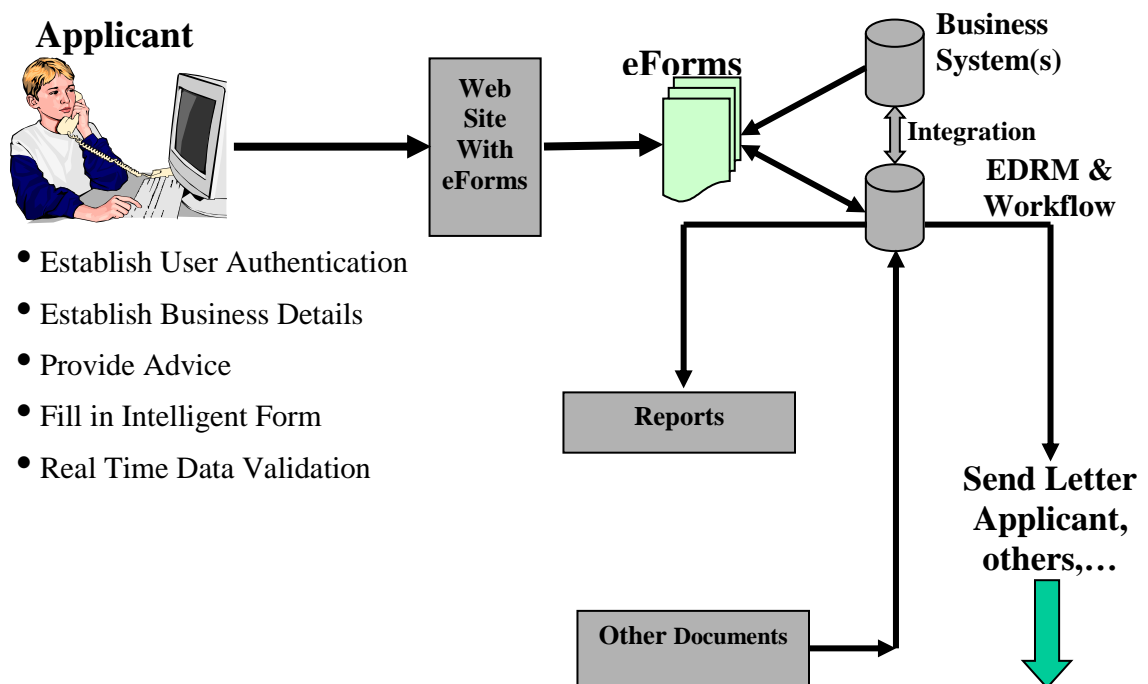 Applicant
Web
Site
With
eForms
eForms
Business
System(s)
Integration
EDRM &
Workflow
• Establish User Authentication
• Establish Business Details
• Provide Advice
• Fill in Intelligent Form
• Real Time Data Validation
Reports
Send Letter
Applicant,
others,…
Other Documents